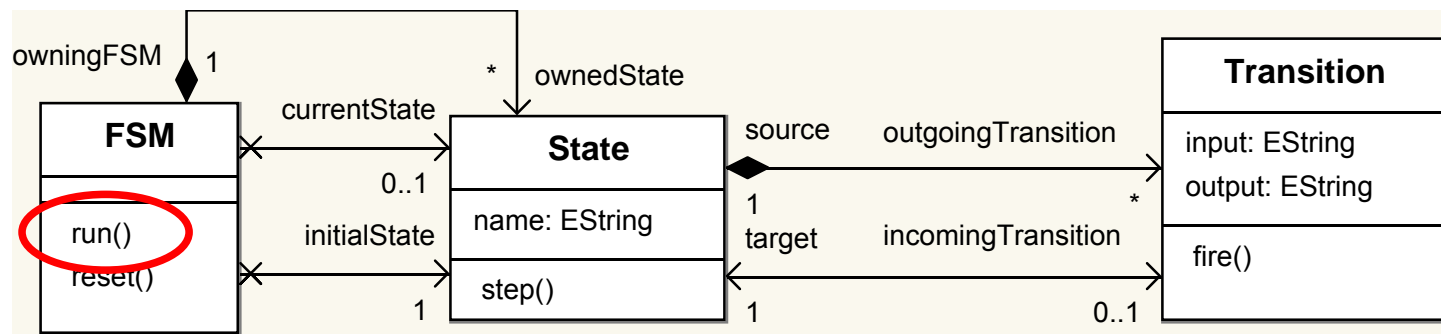 owningFSM
1
*
ownedState
FSM
run()
reset()
currentState
0..1
initialState
1
State
name: EString
step()
source
1
outgoingTransition
*
target
1
incomingTransition
0..1
Transition
input: EString
output: EString
fire()